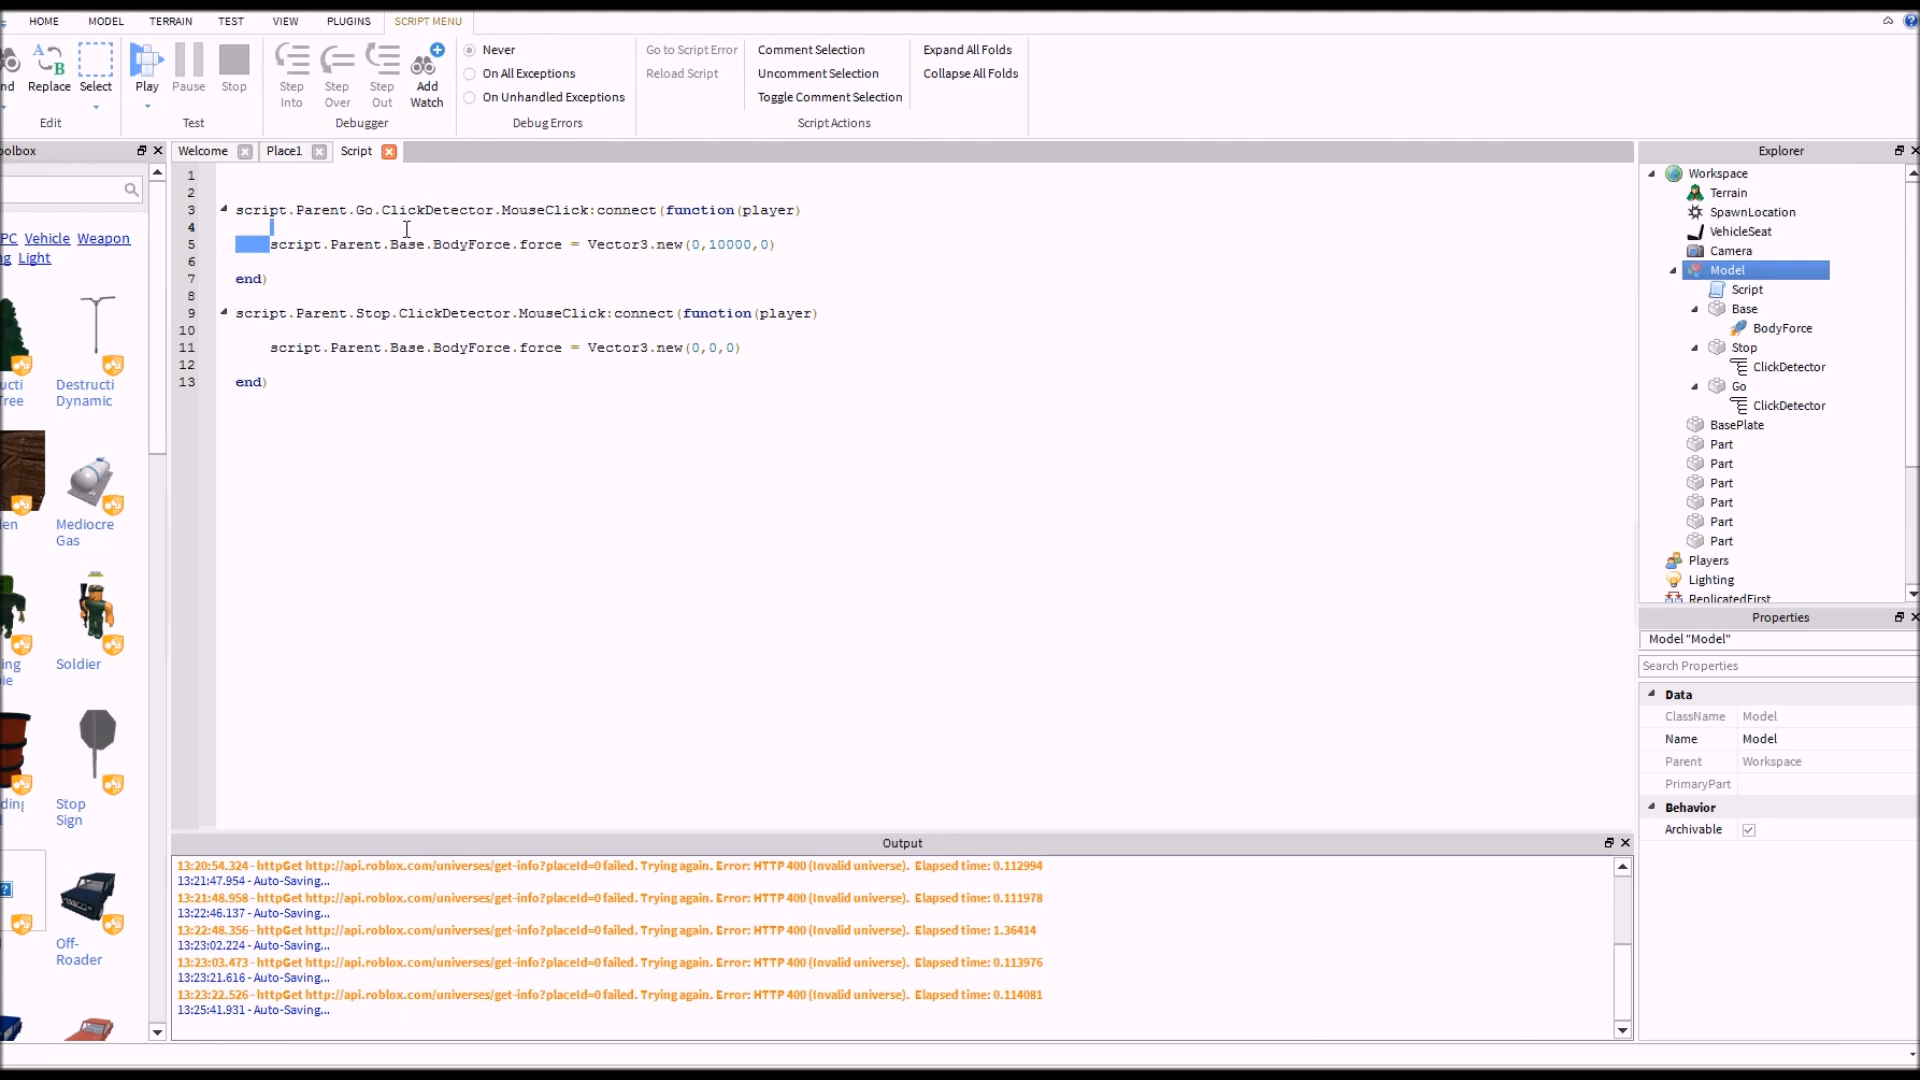 HOME MODEL TERRAIN TEST VIEW PLUGINS SCRIPT MENU
Replace Select
Edit
Play Pause Stop
Test
Step Into Step Over Step Out Add Watch
Debugger
Never
On All Exceptions
On Unhandled Exceptions
Debug Errors
Go to Script Error
Reload Script
Comment Selection
Uncomment Selection
Toggle Comment Selection
Expand All Folds
Collapse All Folds
Script Actions
Welcome Place1 Script
Vehicle Weapon
Light
Destructi
Dynamic
Mediocre
Gas
Soldier
Stop
Sign
Off-
Roader
1
2
3 script.Parent.Go.ClickDetector.MouseClick:connect(function(player)
4
5 script.Parent.Base.BodyForce.force = Vector3.new(0,10000,0)
6
7 end)
8
9 script.Parent.Stop.ClickDetector.MouseClick:connect(function(player)
10
11 script.Parent.Base.BodyForce.force = Vector3.new(0,0,0)
12
13 end)
Output
13:20:54.324 - httpGet http://api.roblox.com/universes/get-info?placeId=0 failed. Trying again. Error: HTTP 400 (Invalid universe). Elapsed time: 0.112994
13:21:47.954 - Auto-Saving...
13:21:48.958 - httpGet http://api.roblox.com/universes/get-info?placeId=0 failed. Trying again. Error: HTTP 400 (Invalid universe). Elapsed time: 0.111978
13:22:46.137 - Auto-Saving...
13:22:48.356 - httpGet http://api.roblox.com/universes/get-info?placeId=0 failed. Trying again. Error: HTTP 400 (Invalid universe). Elapsed time: 1.36414
13:23:02.224 - Auto-Saving...
13:23:03.473 - httpGet http://api.roblox.com/universes/get-info?placeId=0 failed. Trying again. Error: HTTP 400 (Invalid universe). Elapsed time: 0.113976
13:23:21.616 - Auto-Saving...
13:23:22.526 - httpGet http://api.roblox.com/universes/get-info?placeId=0 failed. Trying again. Error: HTTP 400 (Invalid universe). Elapsed time: 0.114081
13:25:41.931 - Auto-Saving...
Explorer
Workspace
Terrain
SpawnLocation
VehicleSeat
Camera
Model
Script
Base
BodyForce
Stop
ClickDetector
Go
ClickDetector
BasePlate
Part
Part
Part
Part
Part
Part
Players
Lighting
ReplicatedFirst
Properties
Model "Model"
Search Properties
Data
ClassName Model
Name Model
Parent Workspace
PrimaryPart
Behavior
Archivable